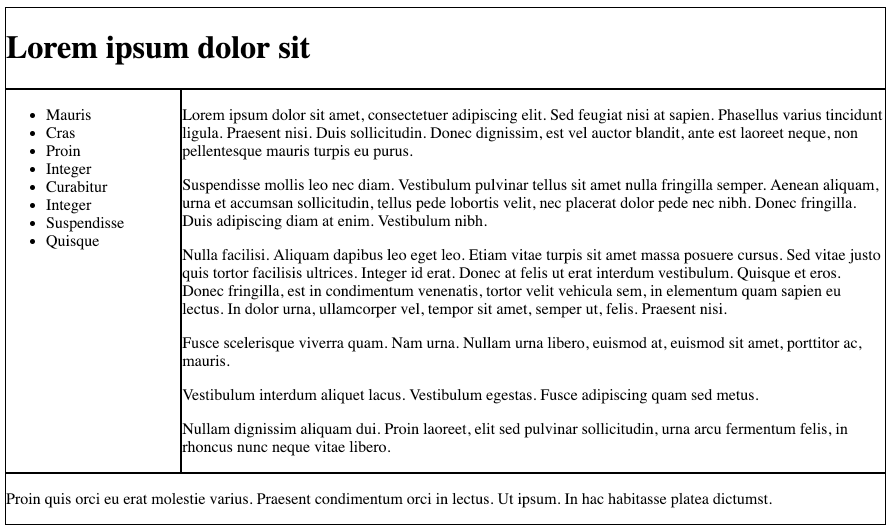 Lorem ipsum dolor sit
Mauris
Cras
Proin
Integer
Curabitur
Integer
Suspendisse
Quisque
Lorem ipsum dolor sit amet, consectetuer adipiscing elit. Sed feugiat nisi at sapien. Phasellus varius tincidunt
ligula. Praesent nisi. Duis sollicitudin. Donec dignissim, est vel auctor blandit, ante est laoreet neque, non
pellentesque mauris turpis eu purus.
Suspendisse mollis leo nec diam. Vestibulum pulvinar tellus sit amet nulla fringilla semper. Aenean aliquam,
urna et accumsan sollicitudin, tellus pede lobortis velit, nec placerat dolor pede nec nibh. Donec fringilla.
Duis adipiscing diam at enim. Vestibulum nibh.
Nulla facilisi. Aliquam dapibus leo eget leo. Etiam vitae turpis sit amet massa posuere cursus. Sed vitae justo
quis tortor facilisis ultrices. Integer id erat. Donec at felis ut erat interdum vestibulum. Quisque et eros.
Donec fringilla, est in condimentum venenatis, tortor velit vehicula sem, in elementum quam sapien eu
lectus. In dolor urna, ullamcorper vel, tempor sit amet, semper ut, felis. Praesent nisi.
Fusce scelerisque viverra quam. Nam urna. Nullam urna libero, euismod at, euismod sit amet, porttitor ac,
mauris.
Vestibulum interdum aliquet lacus. Vestibulum egestas. Fusce adipiscing quam sed metus.
Nullam dignissim aliquam dui. Proin laoreet, elit sed pulvinar sollicitudin, urna arcu fermentum felis, in
rhoncus nunc neque vitae libero.
Proin quis orci eu erat molestie varius. Praesent condimentum orci in lectus. Ut ipsum. In hac habitasse platea dictumst.